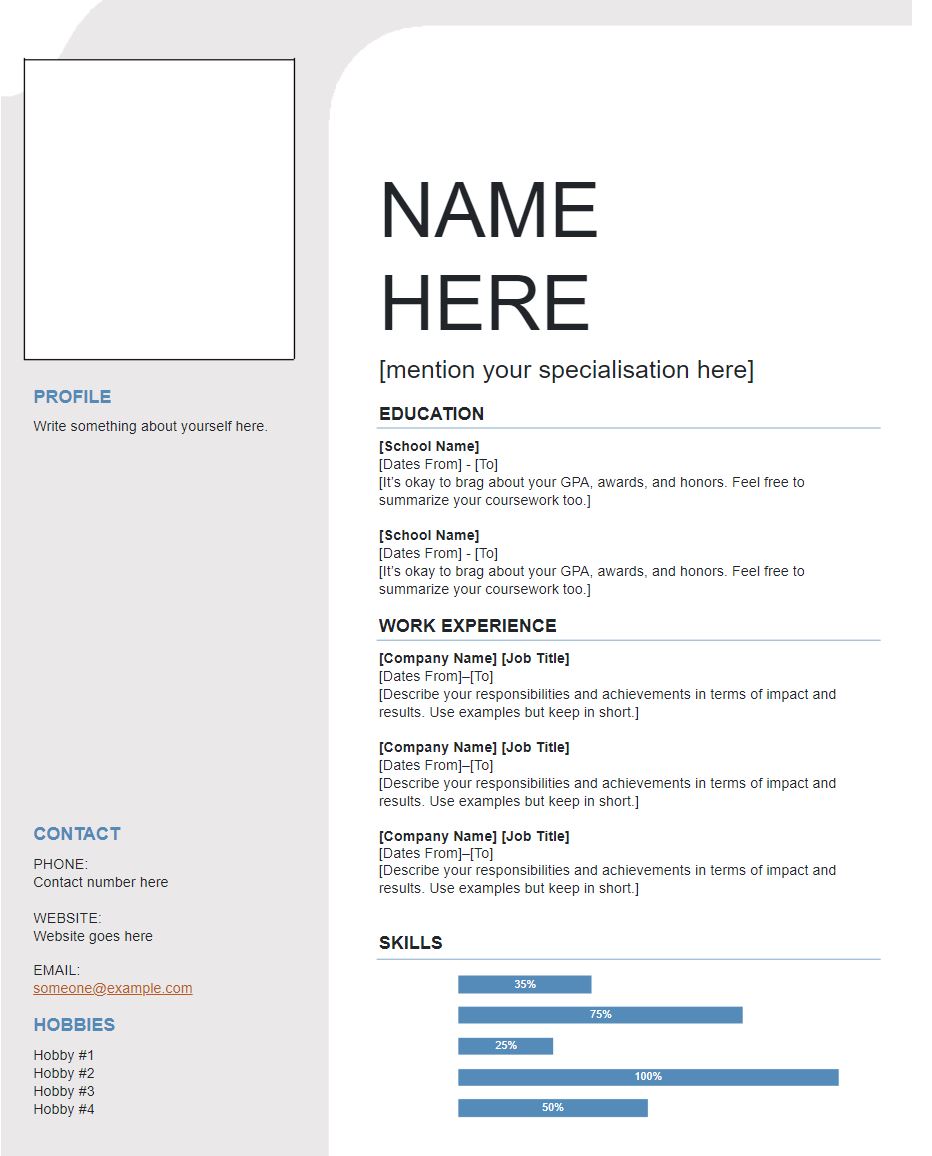 NAME
HERE
[mention your specialisation here]
PROFILE
Write something about yourself here.
CONTACT
PHONE:
Contact number here
WEBSITE:
Website goes here
EMAIL:
someone@example.com
HOBBIES
Hobby #1
Hobby #2
Hobby #3
Hobby #4
EDUCATION
[School Name]
[Dates From] - [To]
[It’s okay to brag about your GPA, awards, and honors. Feel free to
summarize your coursework too.]
[School Name]
[Dates From] - [To]
[It’s okay to brag about your GPA, awards, and honors. Feel free to
summarize your coursework too.]
WORK EXPERIENCE
[Company Name] [Job Title]
[Dates From]–[To]
[Describe your responsibilities and achievements in terms of impact and
results. Use examples but keep in short.]
[Company Name] [Job Title]
[Dates From]–[To]
[Describe your responsibilities and achievements in terms of impact and
results. Use examples but keep in short.]
[Company Name] [Job Title]
[Dates From]–[To]
[Describe your responsibilities and achievements in terms of impact and
results. Use examples but keep in short.]
SKILLS
35%
75%
25%
100%
50%